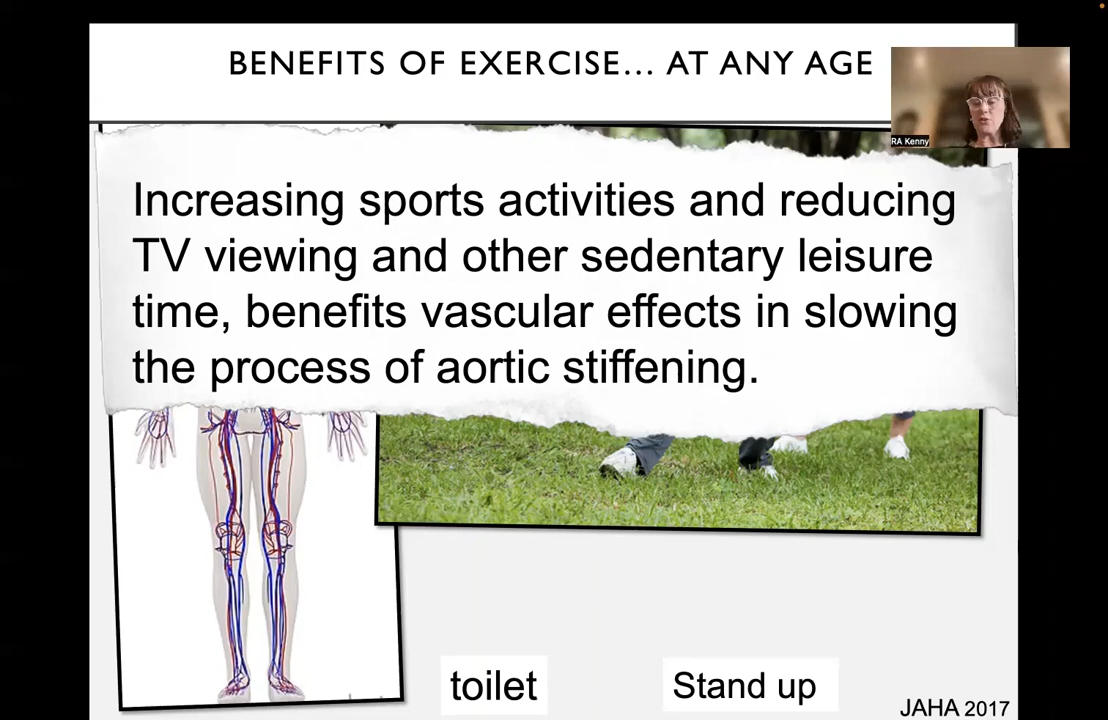 BENEFITS OF EXERCISE... AT ANY AGE
RA Kenny
Increasing sports activities and reducing
TV viewing and other sedentary leisure
time, benefits vascular effects in slowing
the process of aortic stiffening.
toilet
Stand up
JAHA 2017